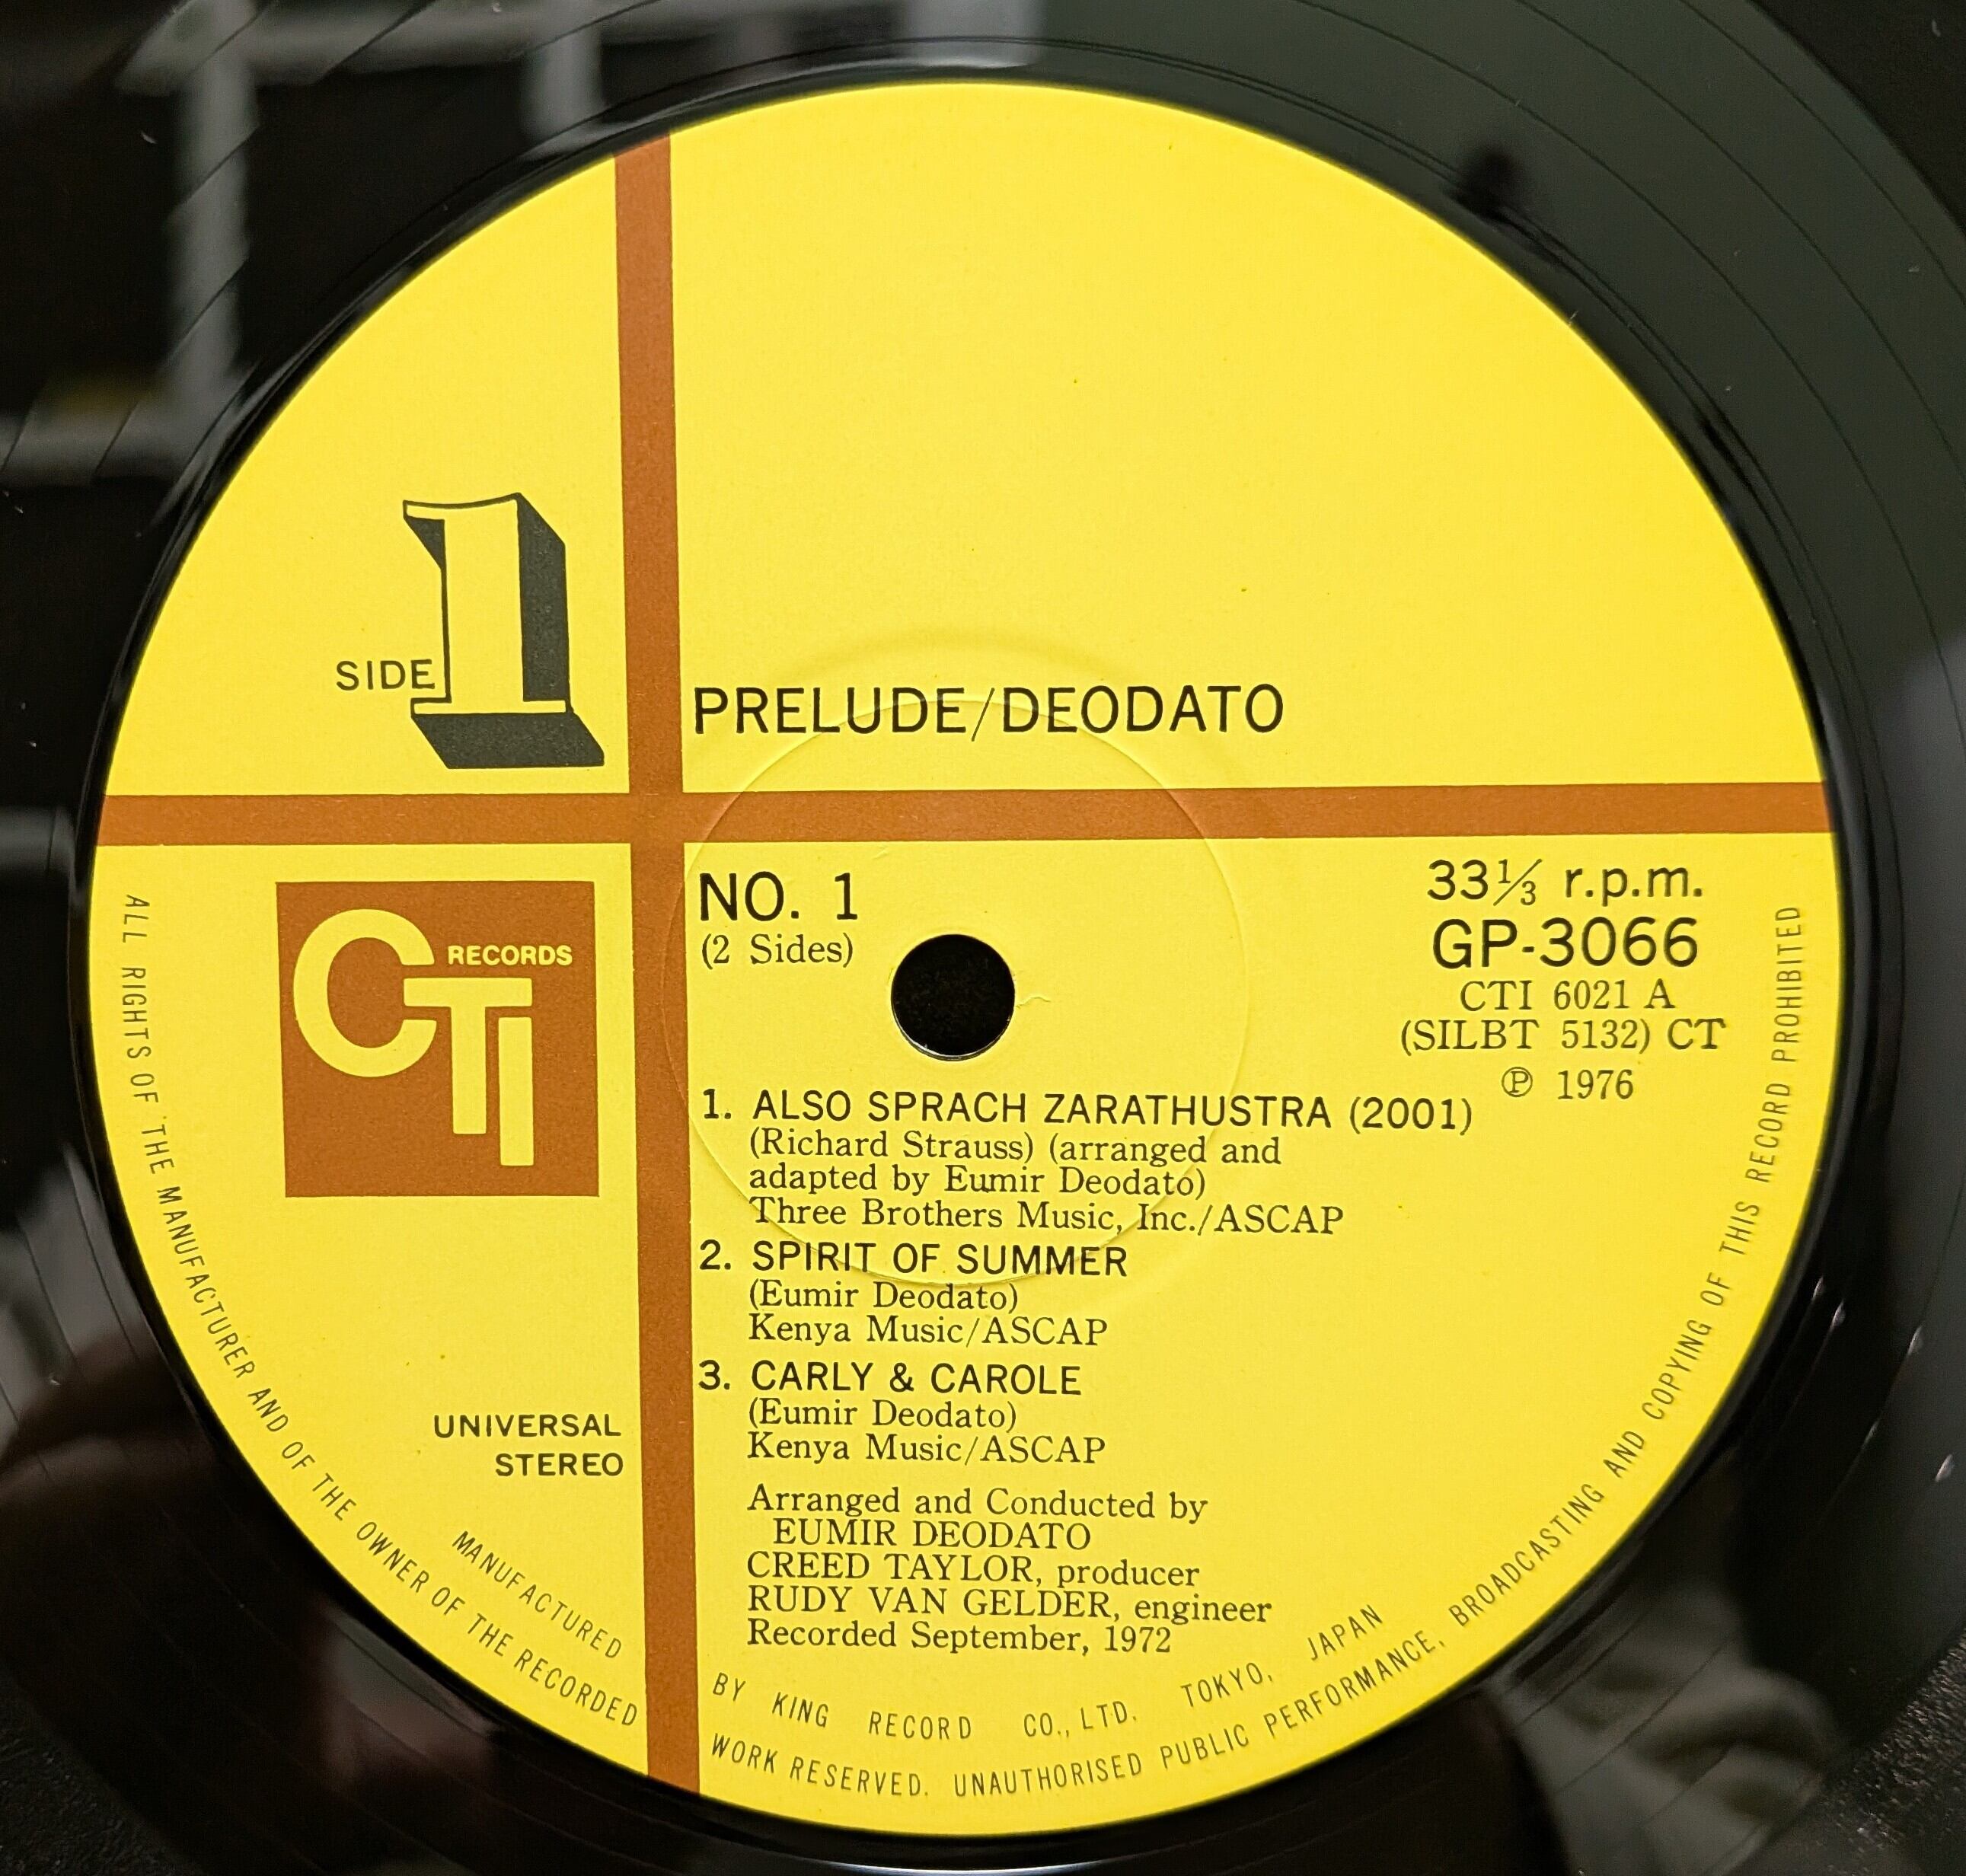 SIDE 1
PRELUDE/DEODATO
CTI RECORDS
NO. 1
(2 Sides)
33⅓ r.p.m.
GP-3066
CTI 6021 A
(SILBT 5132) CT
Ⓟ 1976
1. ALSO SPRACH ZARATHUSTRA (2001)
(Richard Strauss) (arranged and
adapted by Eumir Deodato)
Three Brothers Music, Inc./ASCAP
2. SPIRIT OF SUMMER
(Eumir Deodato)
Kenya Music/ASCAP
3. CARLY & CAROLE
(Eumir Deodato)
Kenya Music/ASCAP
UNIVERSAL
STEREO
Arranged and Conducted by
EUMIR DEODATO
CREED TAYLOR, producer
RUDY VAN GELDER, engineer
Recorded September, 1972
MANUFACTURED BY KING RECORD CO., LTD. TOKYO, JAPAN
ALL RIGHTS OF THE MANUFACTURER AND OF THE OWNER OF THE RECORDED WORK RESERVED. UNAUTHORISED PUBLIC PERFORMANCE, BROADCASTING AND COPYING OF THIS RECORD PROHIBITED